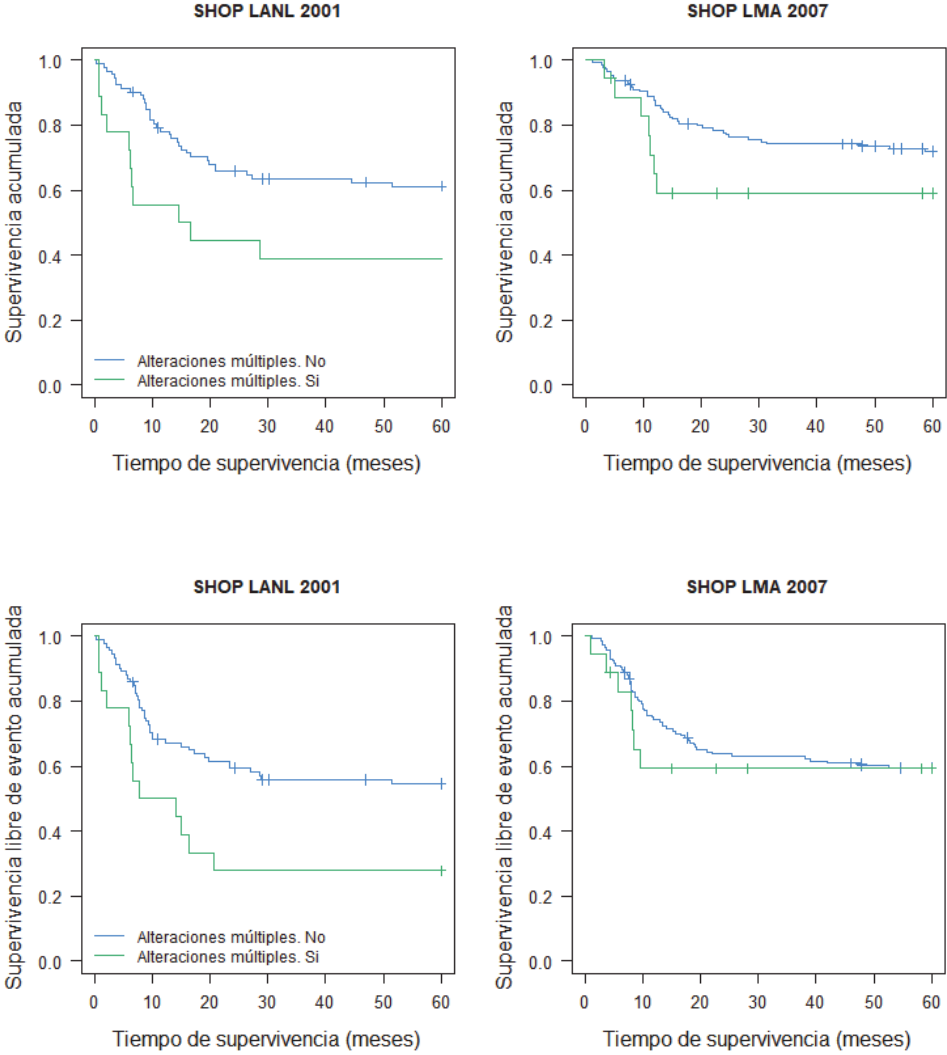 SHOP LANL 2001
Supervivencia acumulada
1.0
0.8
0.6
0.4
0.2
0.0
Alteraciones múltiples. No
Alteraciones múltiples. Si
0 10 20 30 40 50 60
Tiempo de supervivencia (meses)
SHOP LMA 2007
Supervivencia acumulada
1.0
0.8
0.6
0.4
0.2
0.0
0 10 20 30 40 50 60
Tiempo de supervivencia (meses)
SHOP LANL 2001
Supervivencia libre de evento acumulada
1.0
0.8
0.6
0.4
0.2
0.0
Alteraciones múltiples. No
Alteraciones múltiples. Si
0 10 20 30 40 50 60
Tiempo de supervivencia (meses)
SHOP LMA 2007
Supervivencia libre de evento acumulada
1.0
0.8
0.6
0.4
0.2
0.0
0 10 20 30 40 50 60
Tiempo de supervivencia (meses)